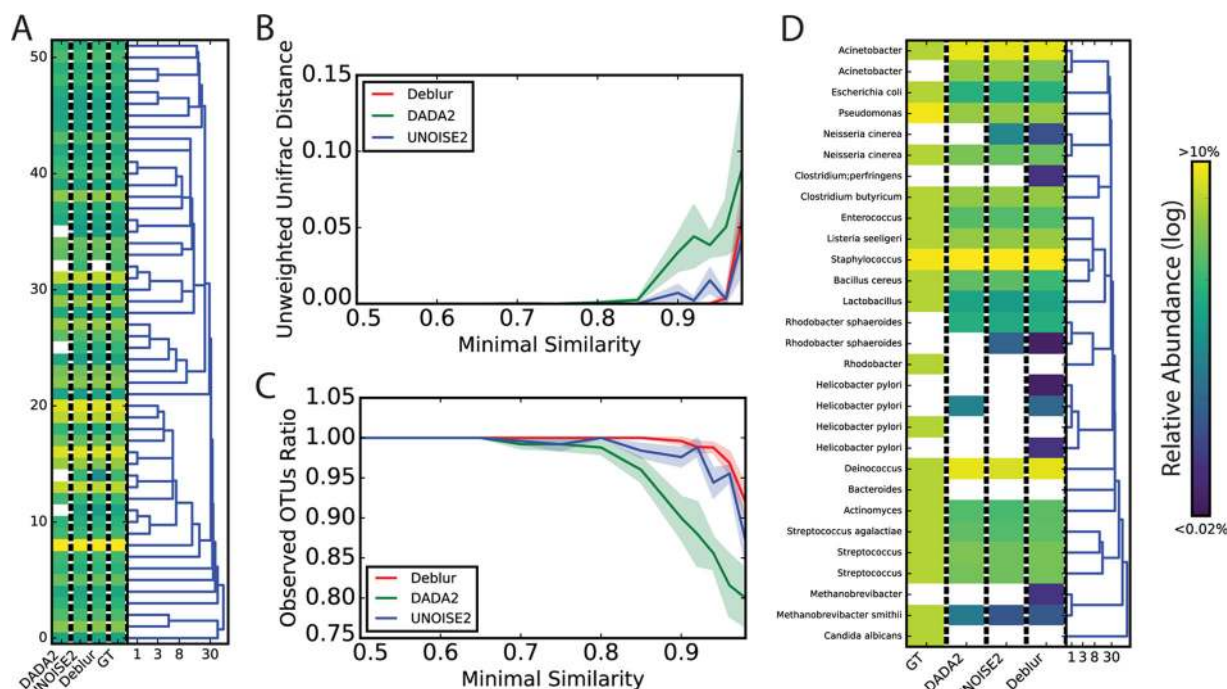 A
50
40
30
20
10
0
DADA2
UNOISE2
Deblur
GT
1 3 8 30
B
Unweighted Unifrac Distance
0.15
0.10
0.05
0.00
Deblur
DADA2
UNOISE2
0.5 0.6 0.7 0.8 0.9
Minimal Similarity
C
Observed OTUs Ratio
1.05
1.00
0.95
0.90
0.85
0.80
0.75
Deblur
DADA2
UNOISE2
0.5 0.6 0.7 0.8 0.9
Minimal Similarity
D
Acinetobacter
Acinetobacter
Escherichia coli
Pseudomonas
Neisseria cinerea
Neisseria cinerea
Clostridium;perfringens
Clostridium butyricum
Enterococcus
Listeria seeligeri
Staphylococcus
Bacillus cereus
Lactobacillus
Rhodobacter sphaeroides
Rhodobacter sphaeroides
Rhodobacter
Helicobacter pylori
Helicobacter pylori
Helicobacter pylori
Helicobacter pylori
Deinococcus
Bacteroides
Actinomyces
Streptococcus agalactiae
Streptococcus
Streptococcus
Methanobrevibacter
Methanobrevibacter smithii
Candida albicans
GT
DADA2
UNOISE2
Deblur
1 3 8 30
>10%
Relative Abundance (log)
<0.02%